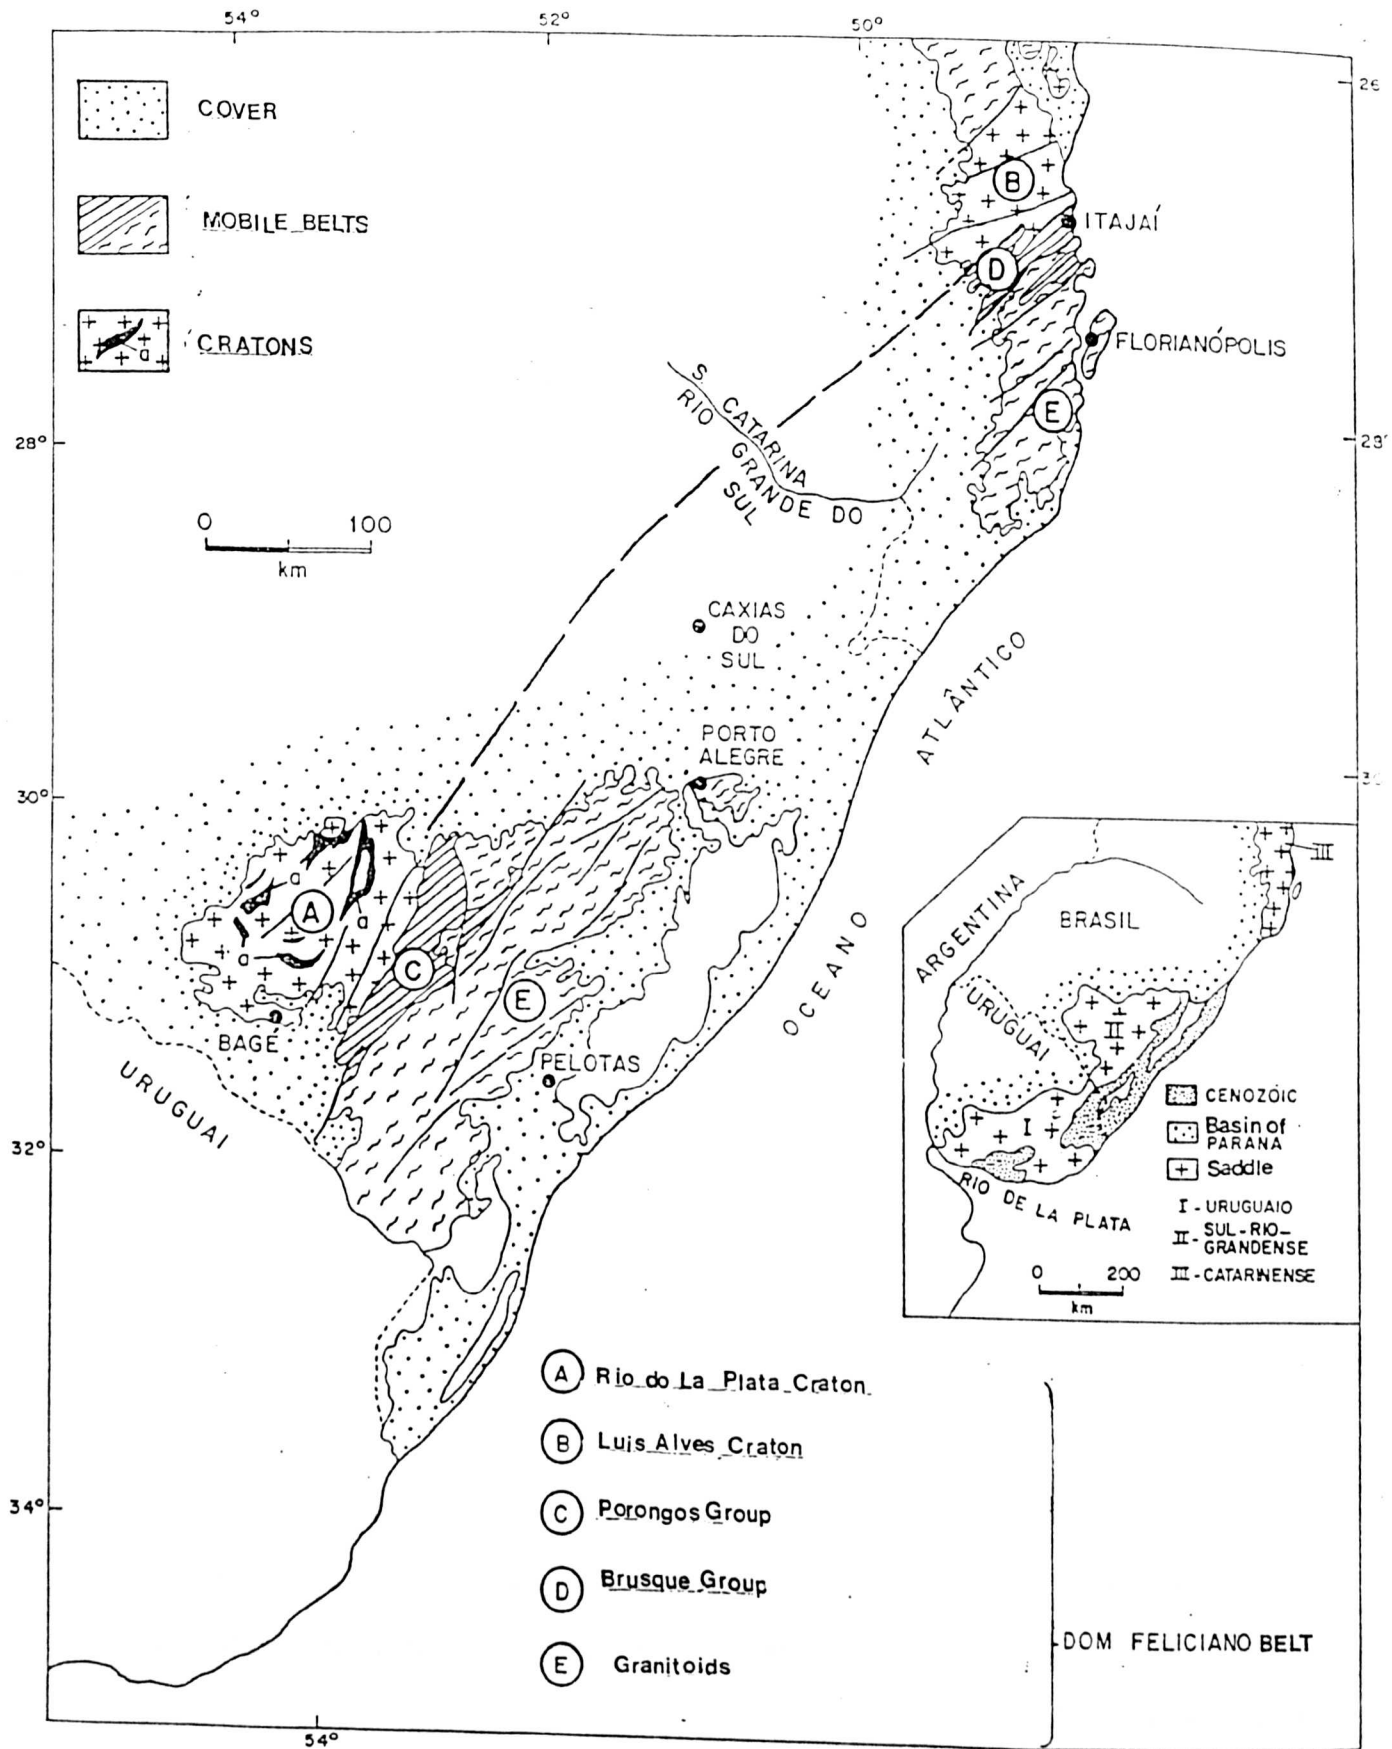 54°
52°
50°
26
COVER
MOBILE BELTS
a
CRATONS
B
ITAJAÍ
D
FLORIANÓPOLIS
E
28°
28'
S. CATARINA
RIO GRANDE DO
SUL
0 100
km
CAXIAS
DO
SUL
PORTO
ALEGRE
OCEANO ATLÂNTICO
30°
a
A
a
a
C
E
BAGÉ
PELOTAS
URUGUAI
32°
34°
54°
ARGENTINA
BRASIL
URUGUAI
III
II
I
RIO DE LA PLATA
CENOZÓIC
Basin of
PARANA
Saddle
I - URUGUAIO
II - SUL-RIO-
GRANDENSE
III - CATARINENSE
0 200
km
A Rio do La Plata Craton
B Luis Alves Craton
C Porongos Group
D Brusque Group
E Granitoids
DOM FELICIANO BELT